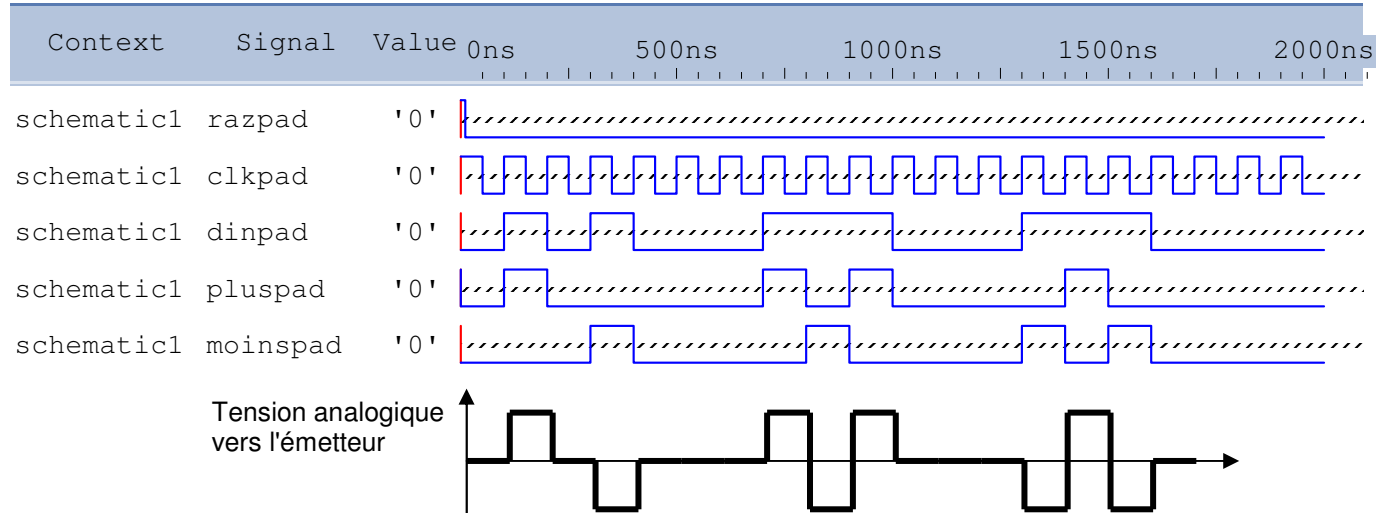 Context Signal Value 0ns 500ns 1000ns 1500ns 2000ns
schematic1 razpad '0'
schematic1 clkpad '0'
schematic1 dinpad '0'
schematic1 pluspad '0'
schematic1 moinspad '0'
Tension analogique
vers l'émetteur